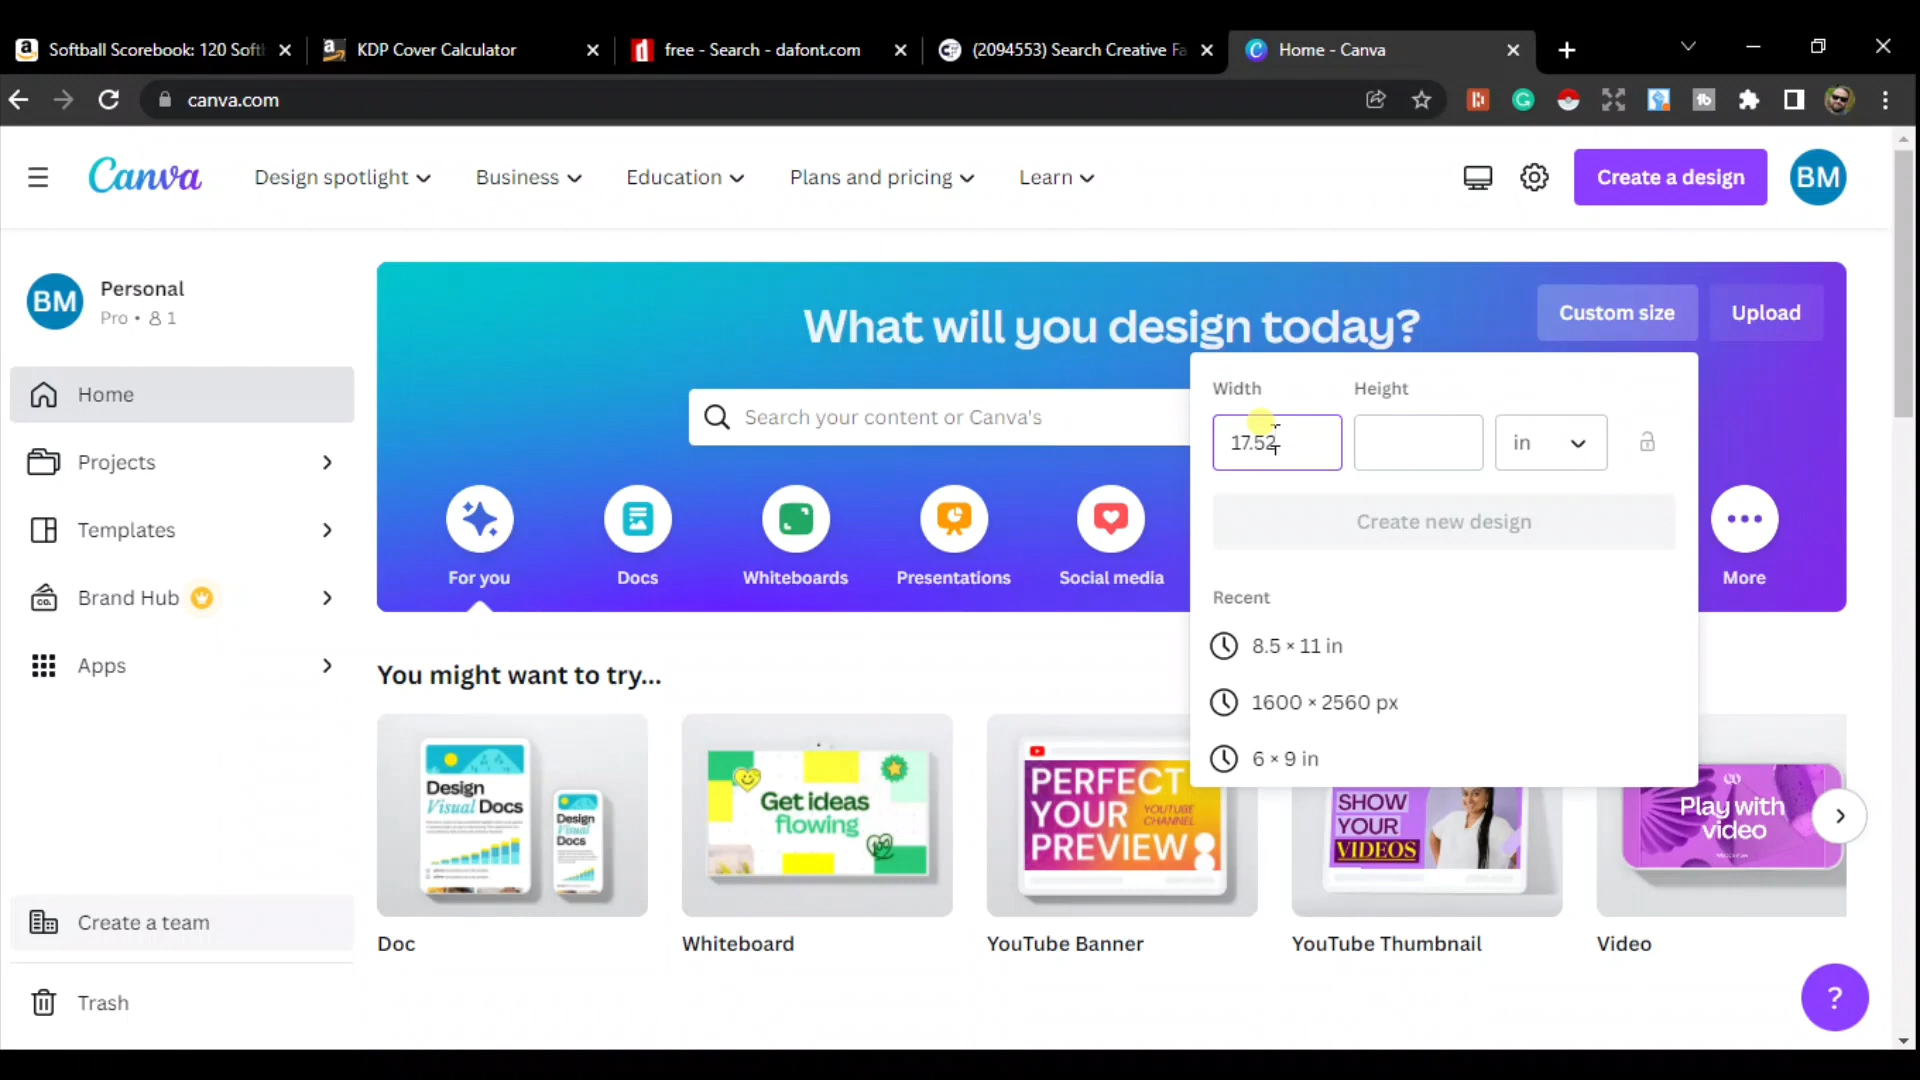 Softball Scorebook: 120 Soft
KDP Cover Calculator
free - Search - dafont.com
(2094553) Search Creative Fa
Home - Canva
canva.com
Canva
Design spotlight
Business
Education
Plans and pricing
Learn
Create a design
BM
BM
Personal
Pro • 1
Home
Projects
Templates
Brand Hub
Apps
Create a team
Trash
What will you design today?
Custom size
Upload
Search your content or Canva's
Width
Height
17.52
in
Create new design
Recent
8.5 × 11 in
1600 × 2560 px
6 × 9 in
For you
Docs
Whiteboards
Presentations
Social media
More
You might want to try...
Design
Visual Docs
Design
Visual
Docs
Doc
Get ideas
flowing
Whiteboard
PERFECT
YOUR
PREVIEW
YOUTUBE
CHANNEL
YouTube Banner
SHOW
YOUR
VIDEOS
YouTube Thumbnail
Play with
video
Video
?